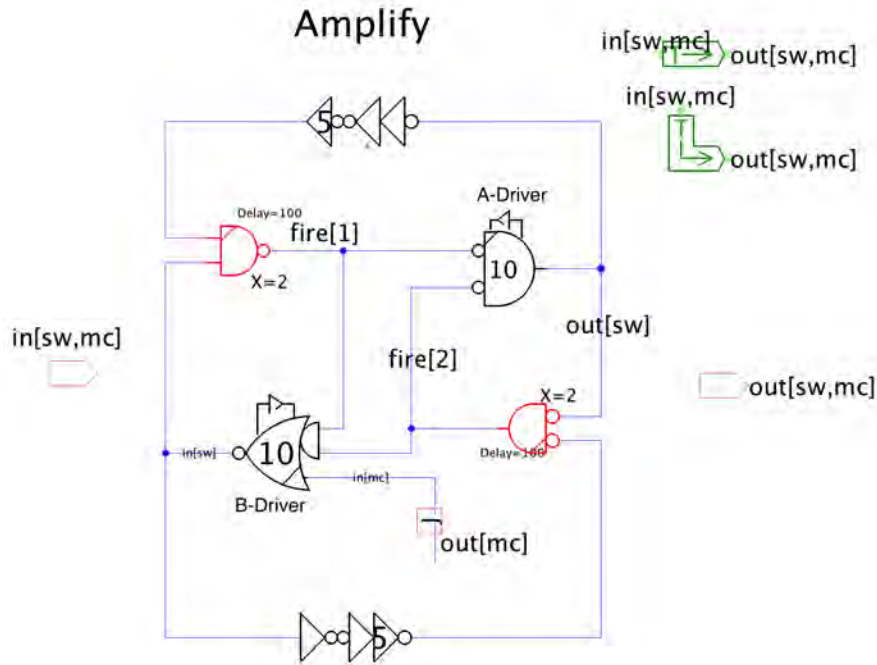 Amplify
in[sw,mc]
out[sw,mc]
in[sw,mc]
out[sw,mc]
5
A-Driver
Delay=100
fire[1]
10
X=2
out[sw]
in[sw,mc]
fire[2]
out[sw,mc]
X=2
in[sw]
10
Delay=100
in[mc]
B-Driver
out[mc]
5